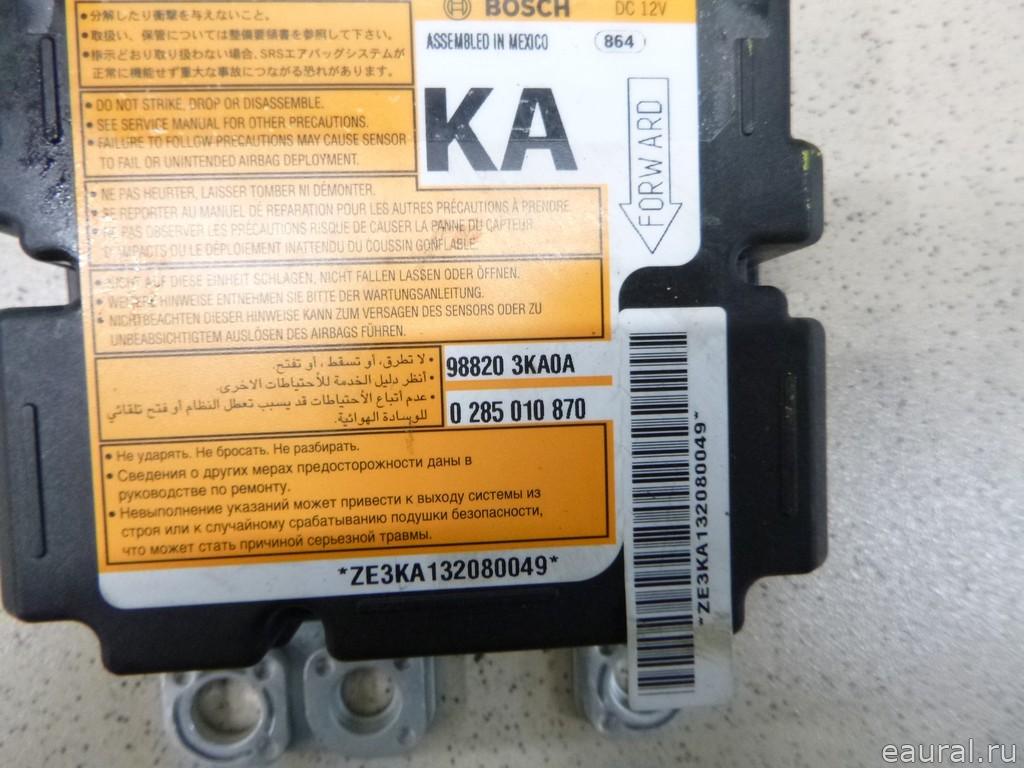 •分解したり衝撃を与えないこと。
•取扱い、保管については整備要領書を参照して下さい。
•指示どおり取り扱わない場合、SRSエアバッグシステムが
正常に機能せず重大な事故につながる恐れがあります。
BOSCH DC 12V
ASSEMBLED IN MEXICO 864
KA
FORWARD
• DO NOT STRIKE, DROP OR DISASSEMBLE.
• SEE SERVICE MANUAL FOR OTHER PRECAUTIONS.
• FAILURE TO FOLLOW PRECAUTIONS MAY CAUSE SENSOR
TO FAIL OR UNINTENDED AIRBAG DEPLOYMENT.
• NE PAS HEURTER, LAISSER TOMBER NI DÉMONTER.
• SE REPORTER AU MANUEL DE RÉPARATION POUR LES AUTRES PRÉCAUTIONS À PRENDRE.
• NE PAS OBSERVER LES PRÉCAUTIONS RISQUE DE CAUSER LA PANNE DU CAPTEUR
D'IMPACTS OU LE DÉPLOIEMENT INATTENDU DU COUSSIN GONFLABLE.
• NICHT AUF DIESE EINHEIT SCHLAGEN, NICHT FALLEN LASSEN ODER ÖFFNEN.
• WEITERE HINWEISE ENTNEHMEN SIE BITTE DER WARTUNGSANLEITUNG.
• NICHTBEACHTEN DIESER HINWEISE KANN ZUM VERSAGEN DES SENSORS ODER ZU
UNBEABSICHTIGTEM AUSLÖSEN DES AIRBAGS FÜHREN.
• لا تطرق، أو تسقط ، أو تفتح.
• أنظر دليل الخدمة للأحتياطات الاخرى.
• عدم أتباع الأحتياطات قد يسبب تعطل النظام أو فتح تلقائي
للوسادة الهوائية.
98820 3KA0A
0 285 010 870
• Не ударять. Не бросать. Не разбирать.
• Сведения о других мерах предосторожности даны в
руководстве по ремонту.
• Невыполнение указаний может привести к выходу системы из
строя или к случайному срабатыванию подушки безопасности,
что может стать причиной серьезной травмы.
*ZE3KA132080049*
*ZE3KA132080049*
eaural.ru